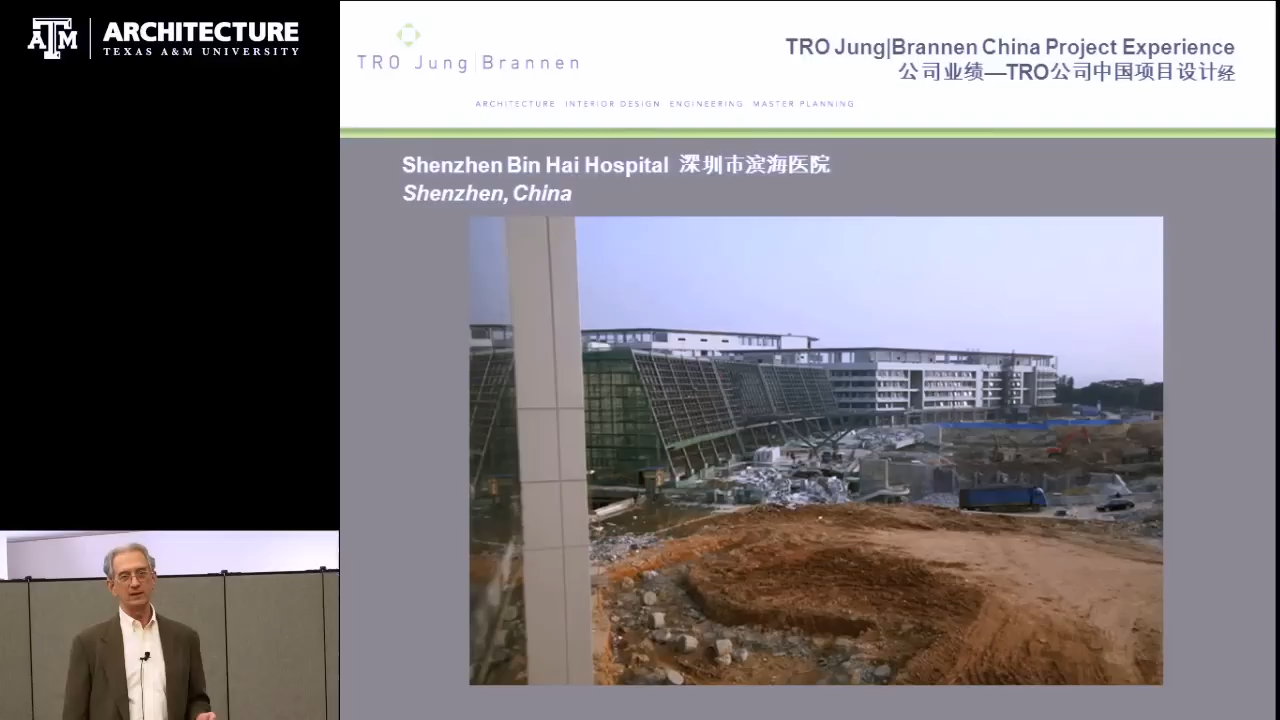 ATM
ARCHITECTURE
TEXAS A&M UNIVERSITY
TRO Jung|Brannen
ARCHITECTURE INTERIOR DESIGN ENGINEERING MASTER PLANNING
TRO Jung|Brannen China Project Experience
公司业绩—TRO公司中国项目设计经
Shenzhen Bin Hai Hospital 深圳市滨海医院
Shenzhen, China